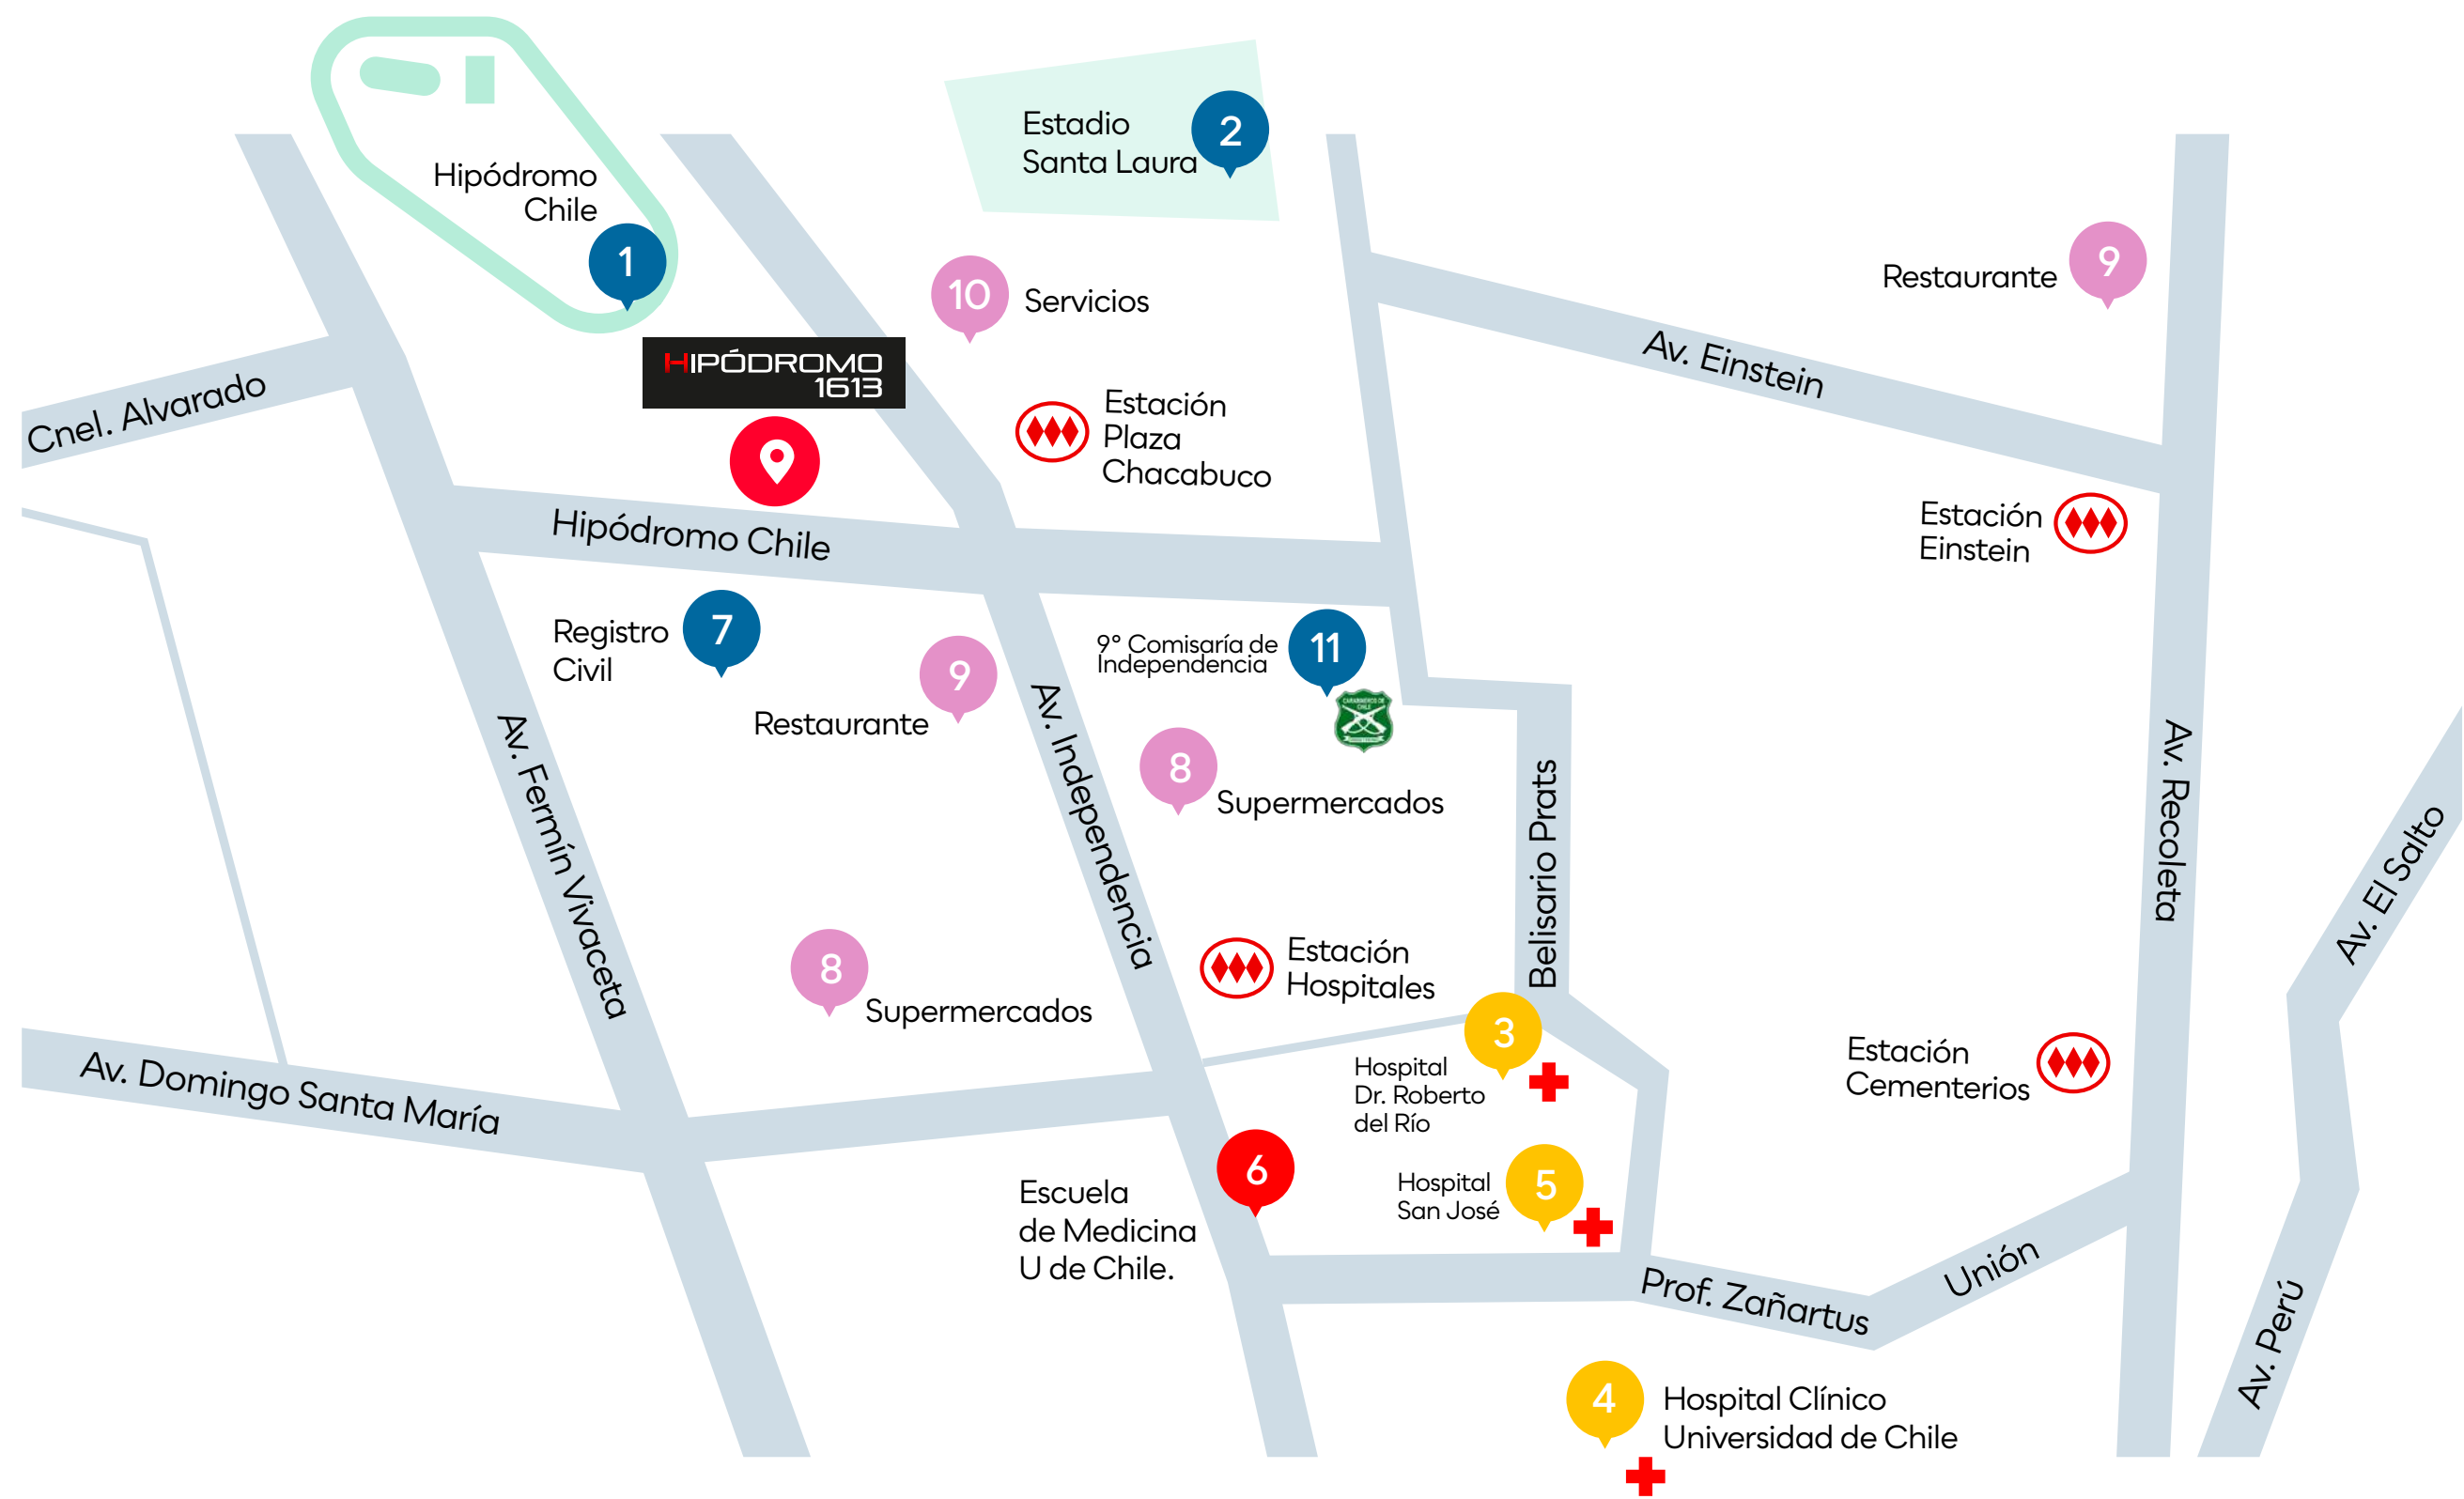 Hipódromo
Chile
1
Estadio
Santa Laura
2
10
Servicios
Restaurante
9
HIPÓDROMO
1613
Av. Einstein
Cnel. Alvarado
Estación
Plaza
Chacabuco
Hipódromo Chile
Estación
Einstein
Registro
Civil
7
9
Restaurante
9° Comisaría de
Independencia
11
CARABINEROS DE
CHILE
8
Supermercados
Av. Fermín Vivaceta
Av. Independencia
Belisario Prats
Av. Recoleta
Av. El Salto
8
Supermercados
Estación
Hospitales
3
Hospital
Dr. Roberto
del Río
Estación
Cementerios
Av. Domingo Santa María
6
Escuela
de Medicina
U de Chile.
Hospital
San José
5
Prof. Zañartus
Unión
Av. Perú
4
Hospital Clínico
Universidad de Chile